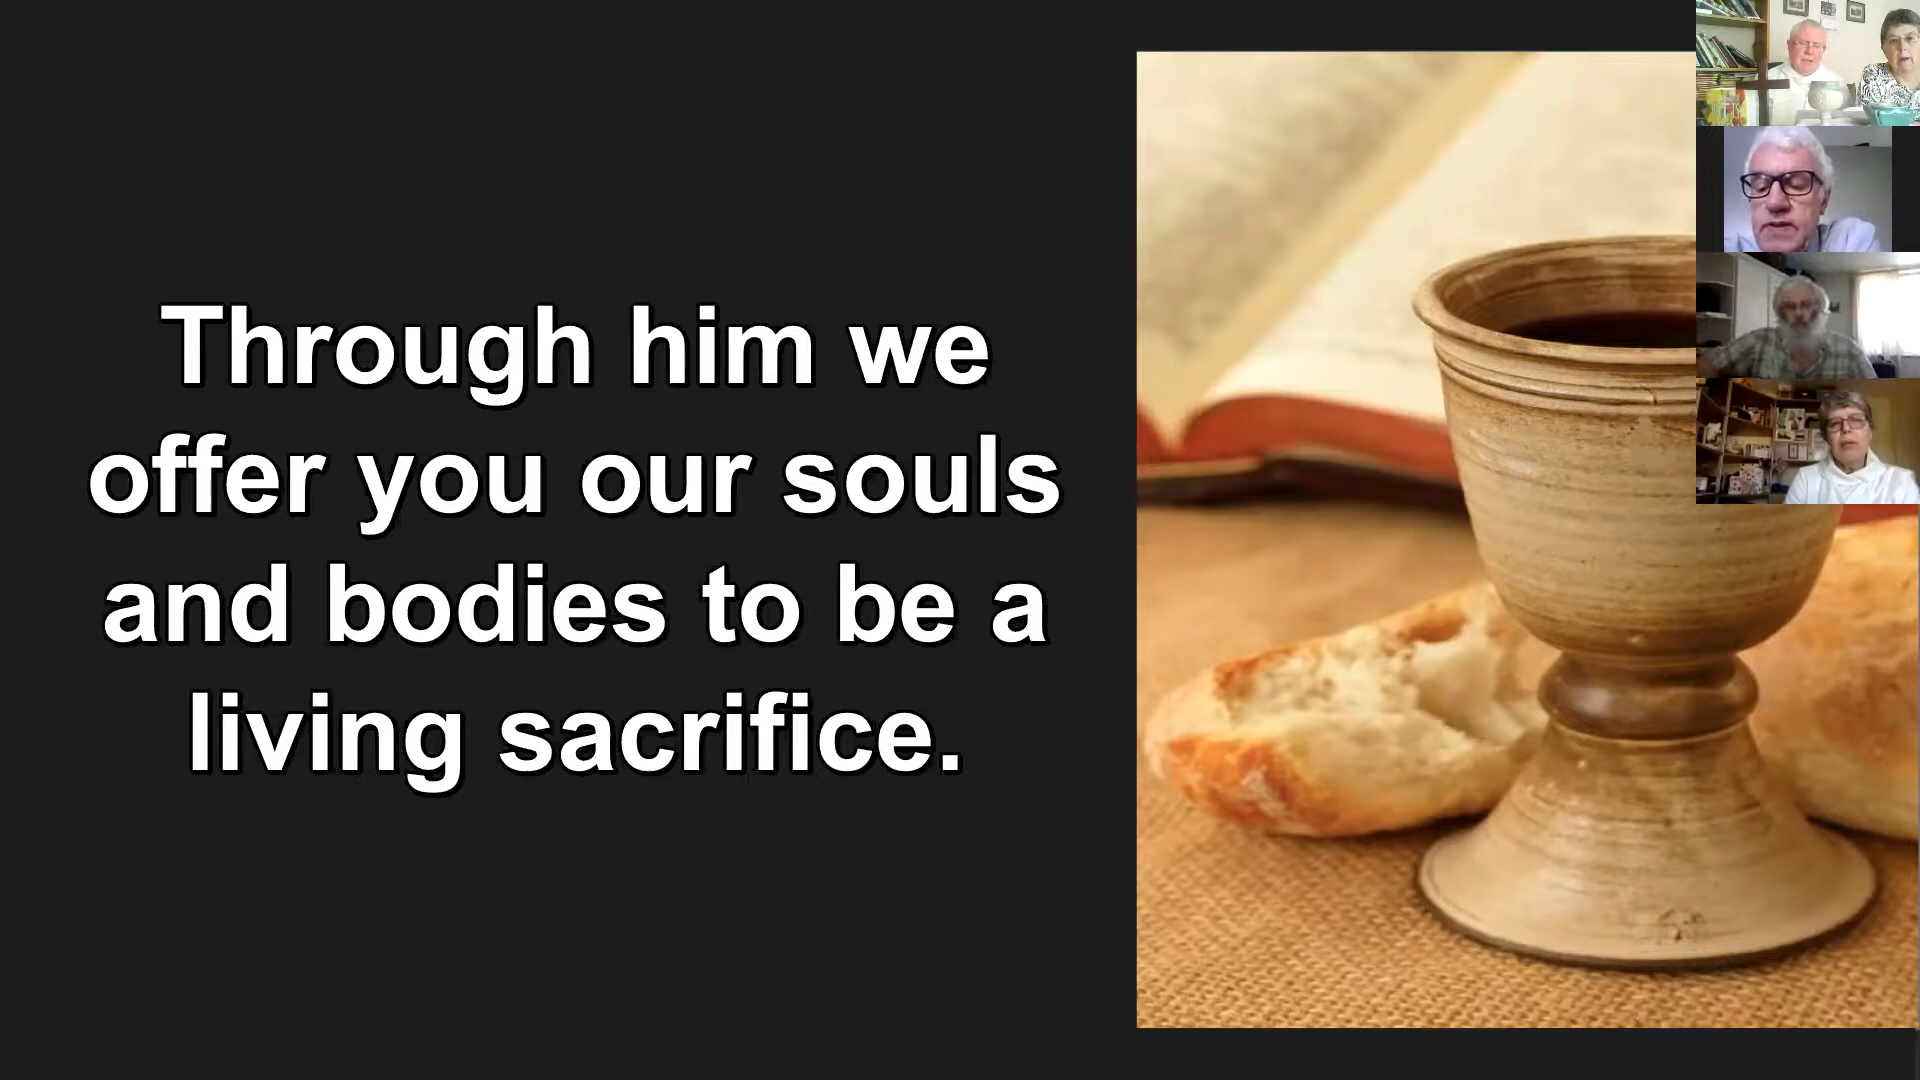 Through him we
offer you our souls
and bodies to be a
living sacrifice.